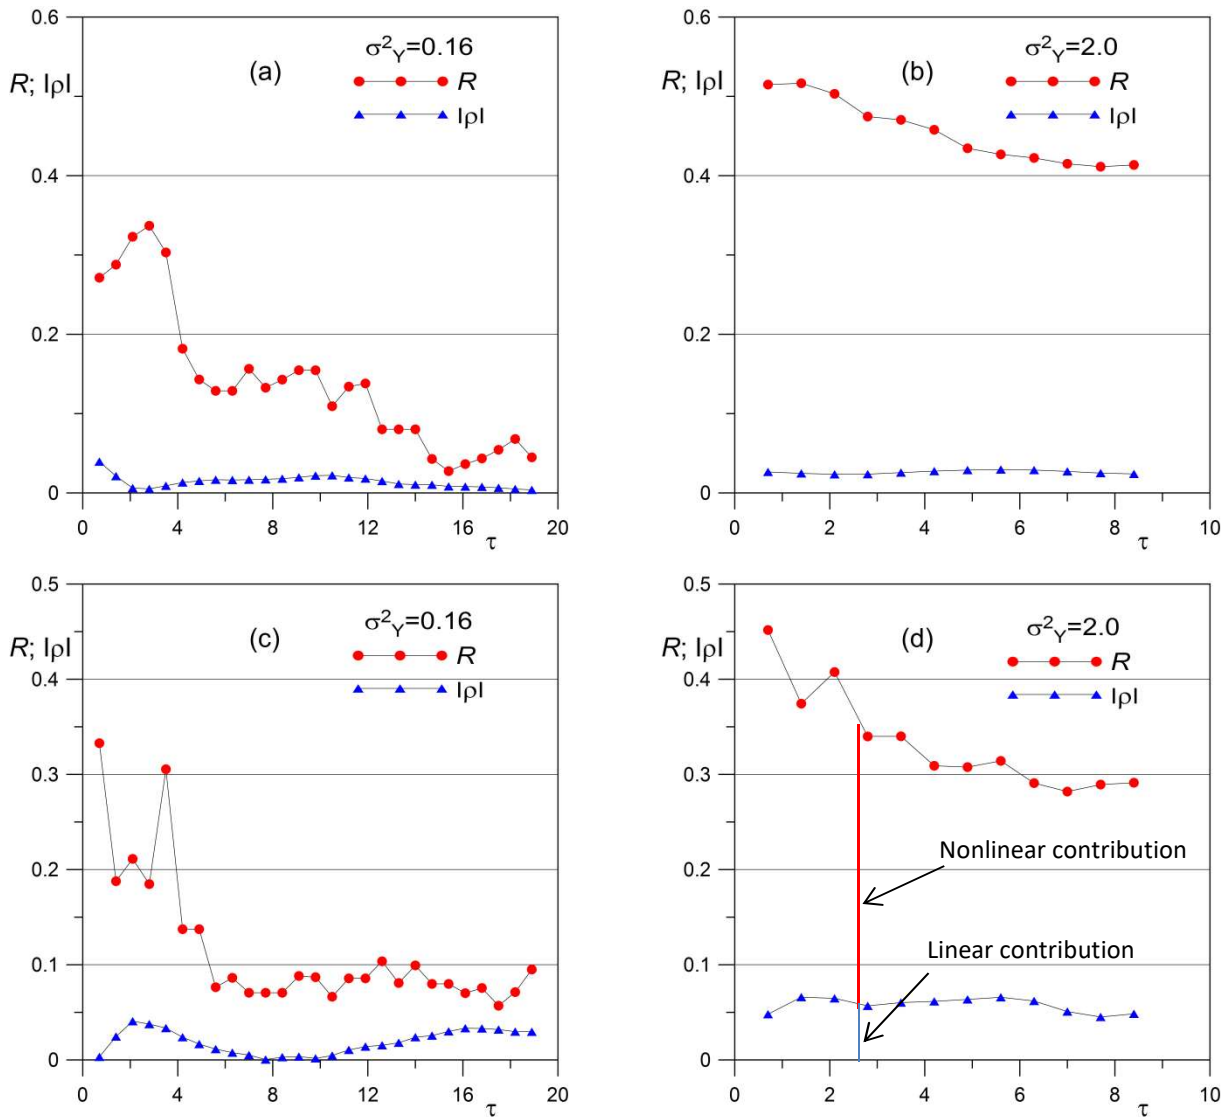 0.6
σ²Y=0.16
(a)
R; IρI
R
IρI
0.4
0.2
0
0 4 8 12 16 20
τ
0.6
σ²Y=2.0
(b)
R; IρI
R
IρI
0.4
0.2
0
0 2 4 6 8 10
τ
0.5
σ²Y=0.16
(c)
R; IρI
R
IρI
0.4
0.3
0.2
0.1
0
0 4 8 12 16 20
τ
0.5
σ²Y=2.0
(d)
R; IρI
R
IρI
0.4
0.3
Nonlinear contribution
0.2
Linear contribution
0.1
0
0 2 4 6 8 10
τ